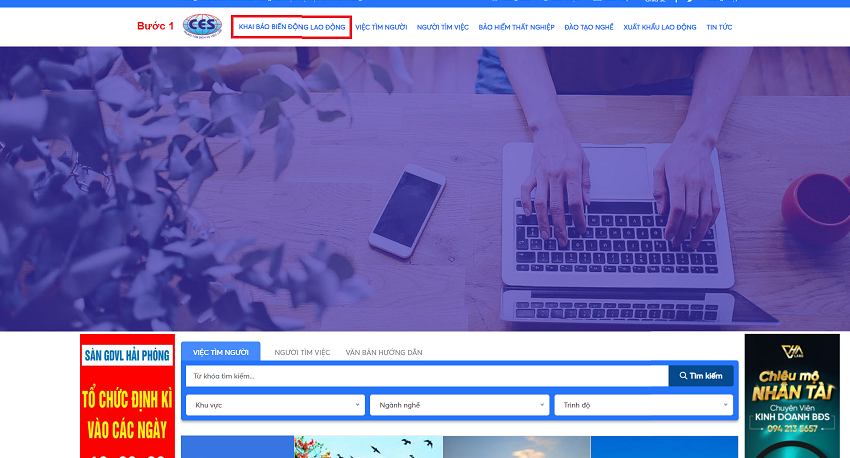 Bước 1
CES
KHAI BÁO BIẾN ĐỘNG LAO ĐỘNG VIỆC TÌM NGƯỜI NGƯỜI TÌM VIỆC BẢO HIỂM THẤT NGHIỆP ĐÀO TẠO NGHỀ XUẤT KHẨU LAO ĐỘNG TIN TỨC
SÀN GDVL HẢI PHÒNG
TỔ CHỨC ĐỊNH KÌ
VÀO CÁC NGÀY
VIỆC TÌM NGƯỜI NGƯỜI TÌM VIỆC VĂN BẢN HƯỚNG DẪN
Từ khóa tìm kiếm...
Tìm kiếm
Khu vực
Ngành nghề
Trình độ
Chiêu mộ
NHÂN TÀI
Chuyên Viên
KINH DOANH BĐS
094 213 5657